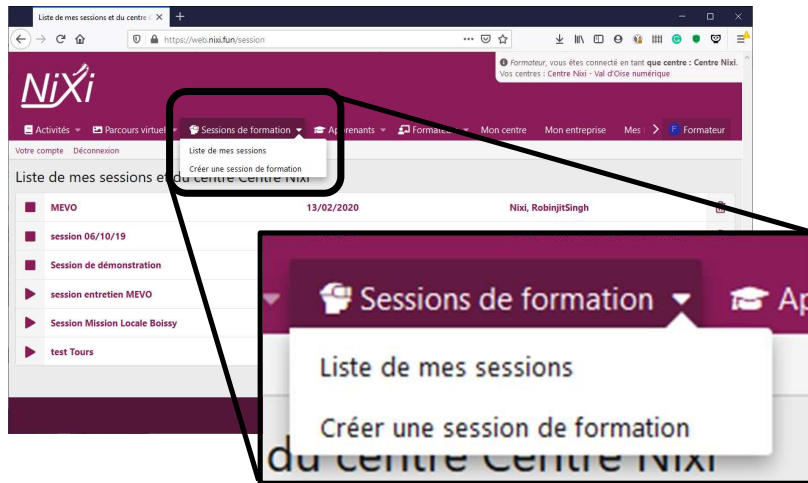 Liste de mes sessions et du centre C
https://web.nixi.fun/session
Formateur, vous êtes connecté en tant que centre : Centre Nixi.
Vos centres : Centre Nixi - Val d'Oise numérique
NiXi
Activités Parcours virtuel Sessions de formation Apprenants Formateur Mon centre Mon entreprise Mes F Formateur
Votre compte Déconnexion
Liste de mes sessions
Créer une session de formation
Liste de mes sessions et du centre Centre Nixi
MEVO 13/02/2020 Nixi, RobinjitSingh
session 06/10/19
Session de démonstration
session entretien MEVO
Session Mission Locale Boissy
test Tours
Sessions de formation Ap
Liste de mes sessions
Créer une session de formation
du centre Centre Nixi